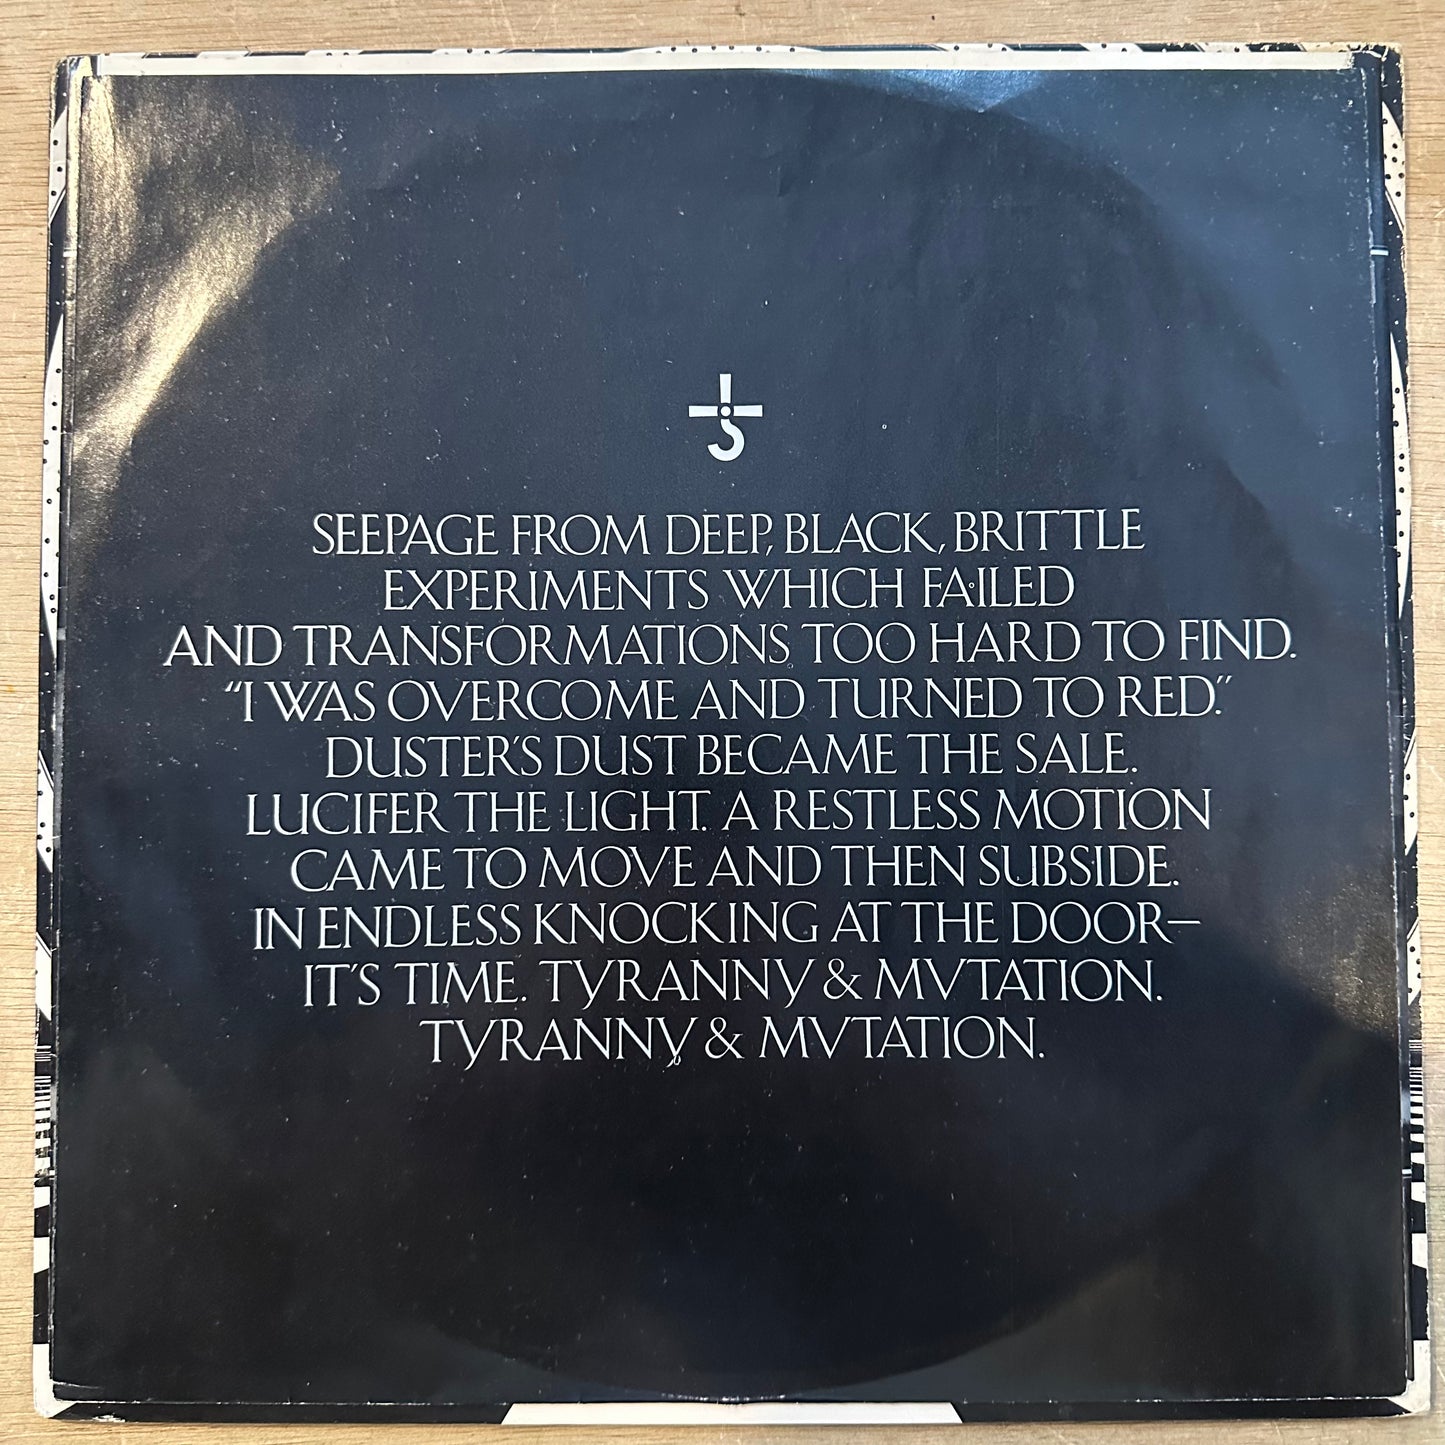 SEEPAGE FROM DEEP, BLACK, BRITTLE
EXPERIMENTS WHICH FAILED
AND TRANSFORMATIONS TOO HARD TO FIND.
"I WAS OVERCOME AND TURNED TO RED."
DUSTER'S DUST BECAME THE SALE.
LUCIFER THE LIGHT. A RESTLESS MOTION
CAME TO MOVE AND THEN SUBSIDE.
IN ENDLESS KNOCKING AT THE DOOR—
IT'S TIME. TYRANNY & MVTATION.
TYRANNY & MVTATION.